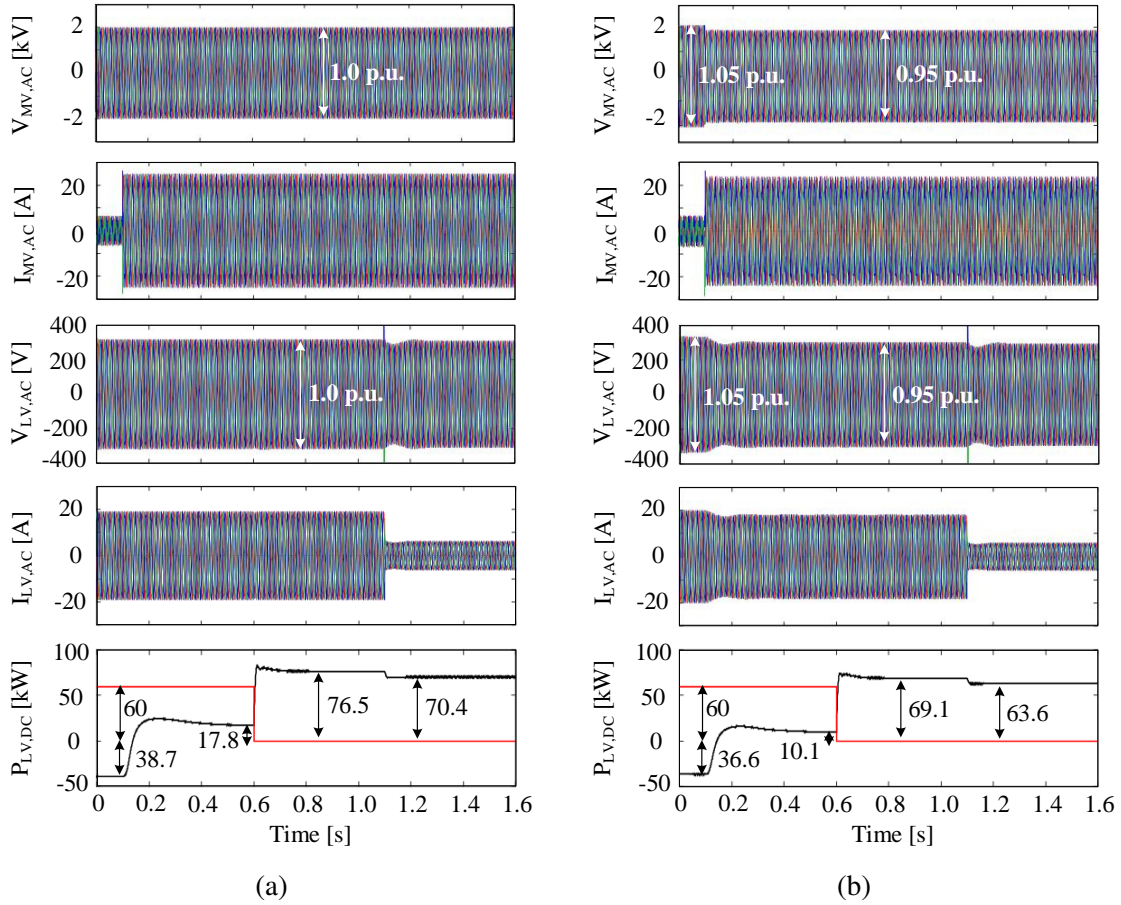 V_MV,AC [kV]
2
0
-2
1.0 p.u.
I_MV,AC [A]
20
0
-20
V_LV,AC [V]
400
200
0
-200
-400
1.0 p.u.
I_LV,AC [A]
20
0
-20
P_LV,DC [kW]
100
50
0
-50
60
38.7
17.8
76.5
70.4
0 0.2 0.4 0.6 0.8 1.0 1.2 1.4 1.6
Time [s]
(a)
V_MV,AC [kV]
2
0
2
1.05 p.u.
0.95 p.u.
I_MV,AC [A]
20
0
-20
V_LV,AC [V]
400
200
0
-200
400
1.05 p.u.
0.95 p.u.
I_LV,AC [A]
20
0
-20
P_LV,DC [kW]
100
50
0
-50
60
36.6
10.1
69.1
63.6
0 0.2 0.4 0.6 0.8 1.0 1.2 1.4 1.6
Time [s]
(b)